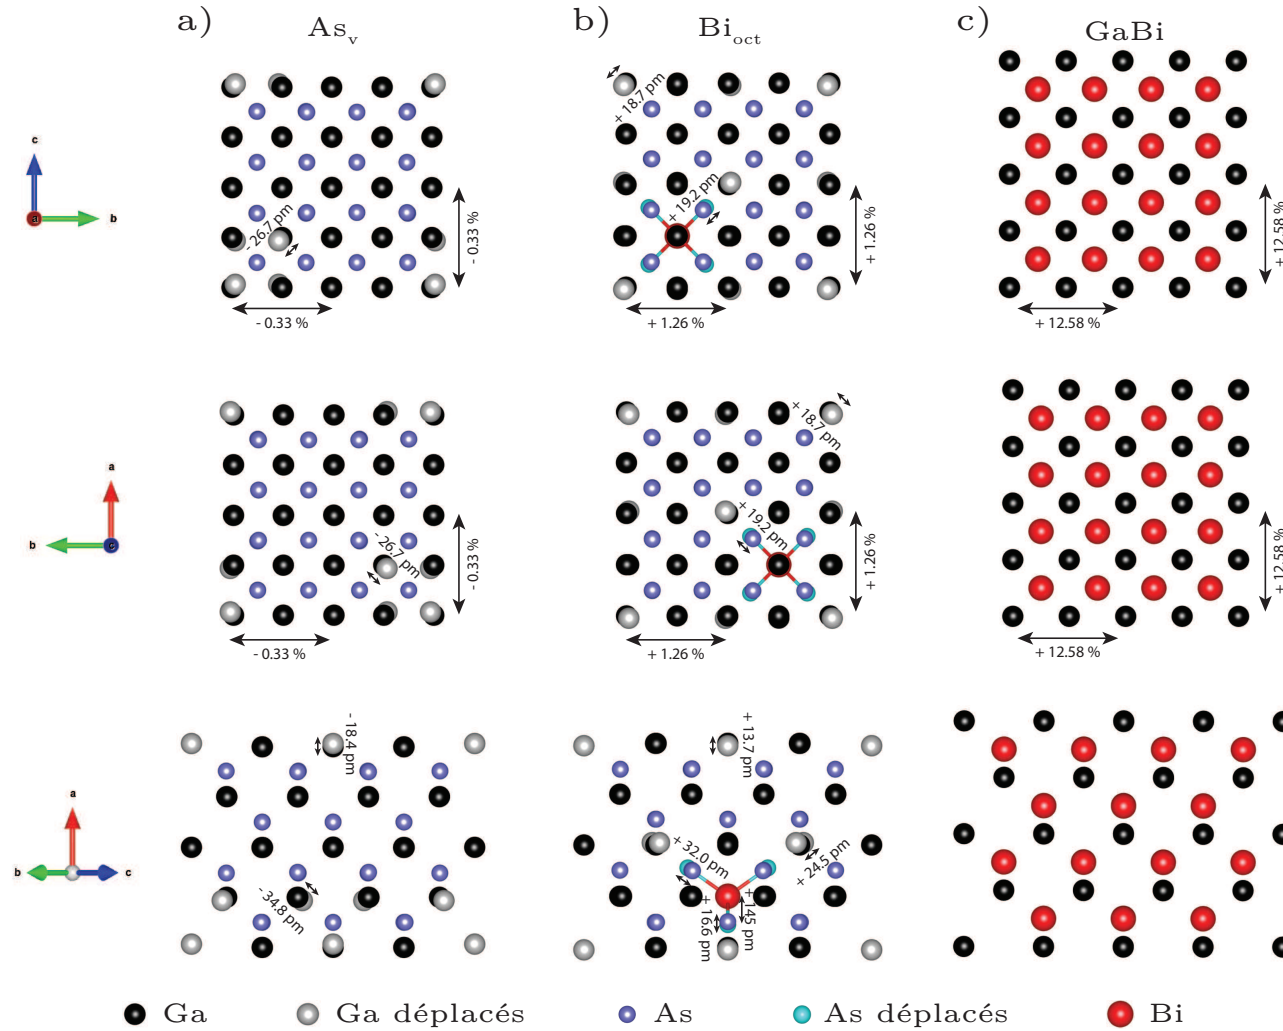 a)
As_v
b)
Bi_oct
c)
GaBi
c
a
b
- 26.7 pm
- 0.33 %
- 0.33 %
+ 18.7 pm
+ 19.2 pm
+ 1.26 %
+ 1.26 %
+ 12.58 %
+ 12.58 %
a
b
c
- 26.7 pm
- 0.33 %
- 0.33 %
+ 18.7 pm
+ 19.2 pm
+ 1.26 %
+ 1.26 %
+ 12.58 %
+ 12.58 %
a
b
c
- 18.4 pm
-34.8 pm
+ 13.7 pm
+ 32.0 pm
+ 24.5 pm
+ 16.6 pm
+ 145 pm
Ga
Ga déplacés
As
As déplacés
Bi